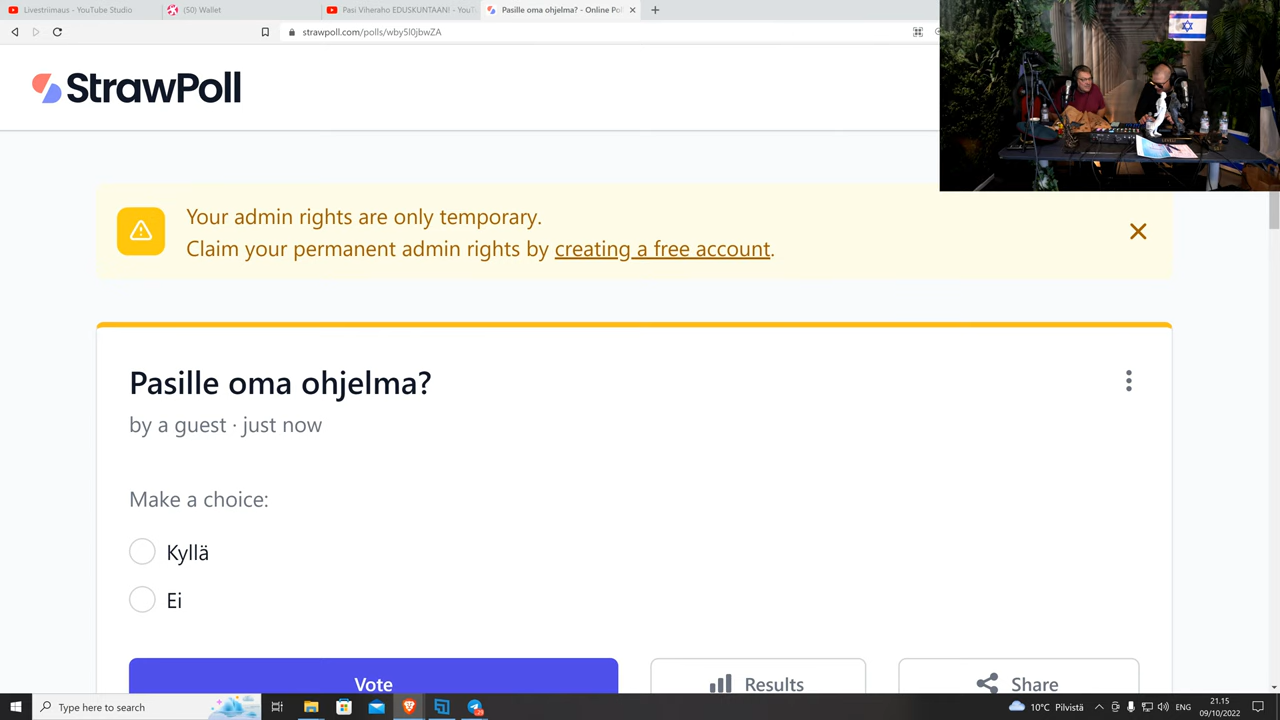 Livestriimaus - YouTube Studio
(50) Wallet
Pasi Viheraho EDUSKUNTAAN! - YouT
Pasille oma ohjelma? - Online Pol
strawpoll.com/polls/wby5l0jbwZA
StrawPoll
Your admin rights are only temporary.
Claim your permanent admin rights by creating a free account.
Pasille oma ohjelma?
by a guest · just now
Make a choice:
Kyllä
Ei
Vote
Results
Share
Type here to search
10°C Pilvistä
ENG
21.15
09/10/2022